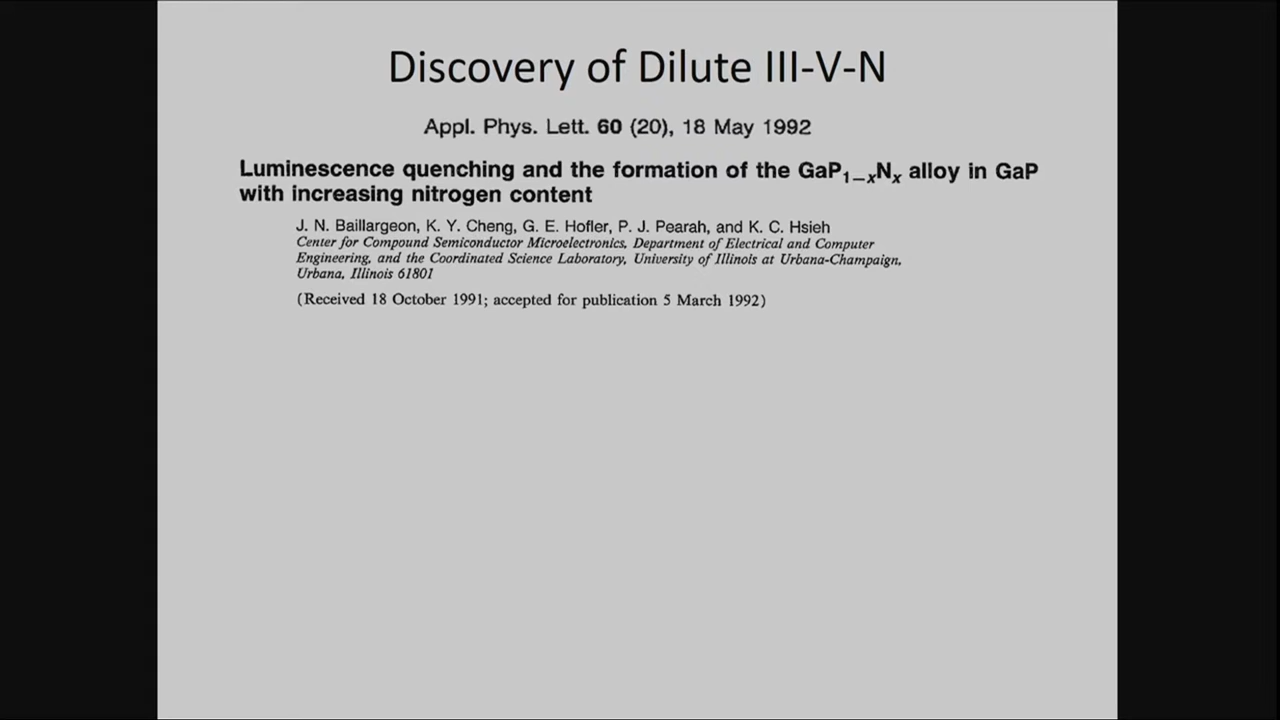 Discovery of Dilute III-V-N
Appl. Phys. Lett. 60 (20), 18 May 1992
Luminescence quenching and the formation of the GaP₁₋ₓNₓ alloy in GaP
with increasing nitrogen content
J. N. Baillargeon, K. Y. Cheng, G. E. Hofler, P. J. Pearah, and K. C. Hsieh
Center for Compound Semiconductor Microelectronics, Department of Electrical and Computer
Engineering, and the Coordinated Science Laboratory, University of Illinois at Urbana-Champaign,
Urbana, Illinois 61801
(Received 18 October 1991; accepted for publication 5 March 1992)